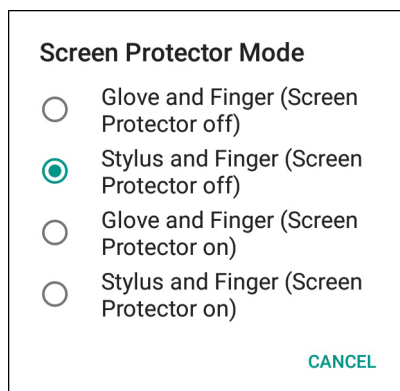 Screen Protector Mode
Glove and Finger (Screen
Protector off)
Stylus and Finger (Screen
Protector off)
Glove and Finger (Screen
Protector on)
Stylus and Finger (Screen
Protector on)
CANCEL